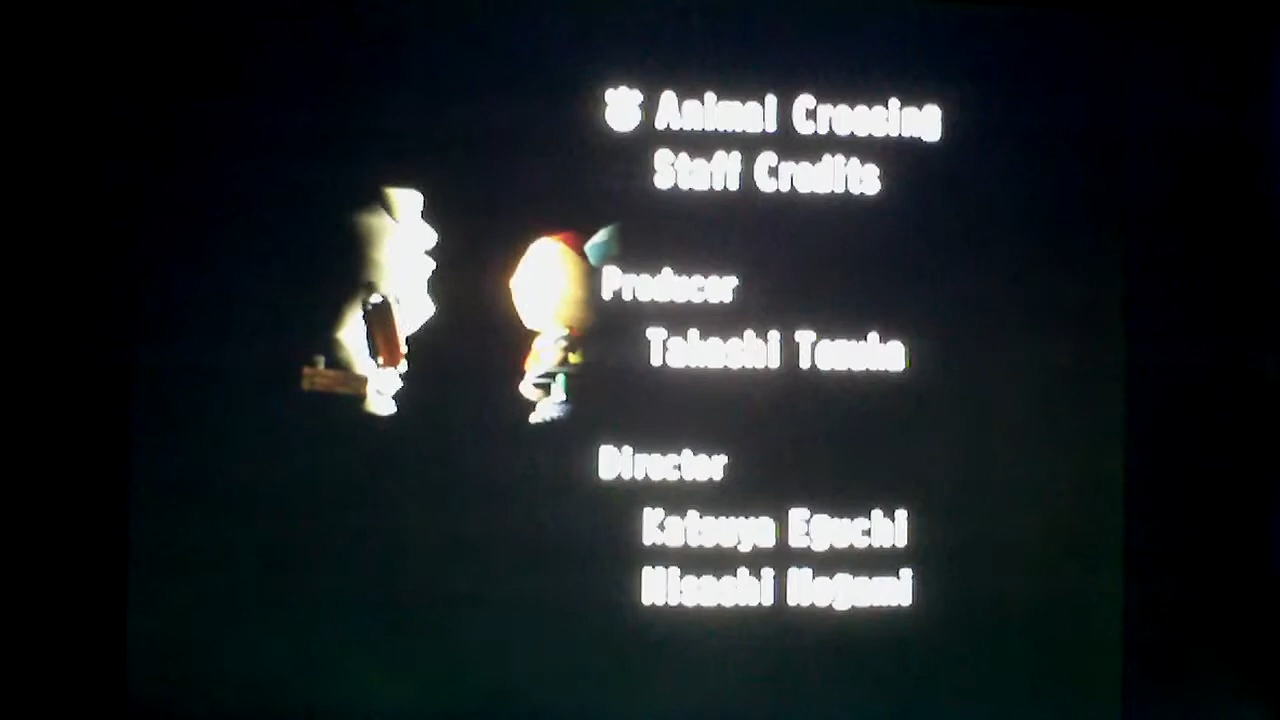 Animal Crossing
Staff Credits
Producer
Takashi Tezuka
Director
Katsuya Eguchi
Hisashi Nogami